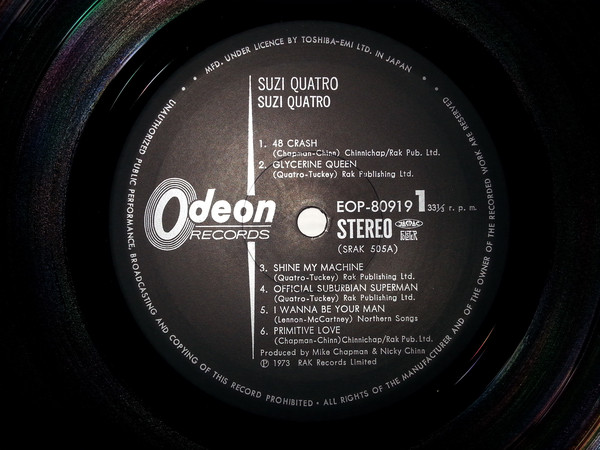 MFD. UNDER LICENCE BY TOSHIBA-EMI LTD. IN JAPAN
SUZI QUATRO
SUZI QUATRO
1. 48 CRASH
(Chapman-Chinn) Chinnichap/Rak Pub. Ltd.
2. GLYCERINE QUEEN
(Quatro-Tuckey) Rak Publishing Ltd.
Odeon
RECORDS
EOP-80919 1 33⅓ r. p. m.
STEREO
(SRAK 505A)
3. SHINE MY MACHINE
(Quatro-Tuckey) Rak Publishing Ltd.
4. OFFICIAL SUBURBIAN SUPERMAN
(Quatro-Tuckey) Rak Publishing Ltd.
5. I WANNA BE YOUR MAN
(Lennon-McCartney) Northern Songs
6. PRIMITIVE LOVE
(Chapman-Chinn)Chinnichap/Rak Pub. Ltd.
Produced by Mike Chapman & Nicky Chinn
℗ 1973 RAK Records Limited
UNAUTHORIZED PUBLIC PERFORMANCE, BROADCASTING AND COPYING OF THIS RECORD PROHIBITED • ALL RIGHTS OF THE MANUFACTURER AND OF THE OWNER OF THE RECORDED WORK ARE RESERVED